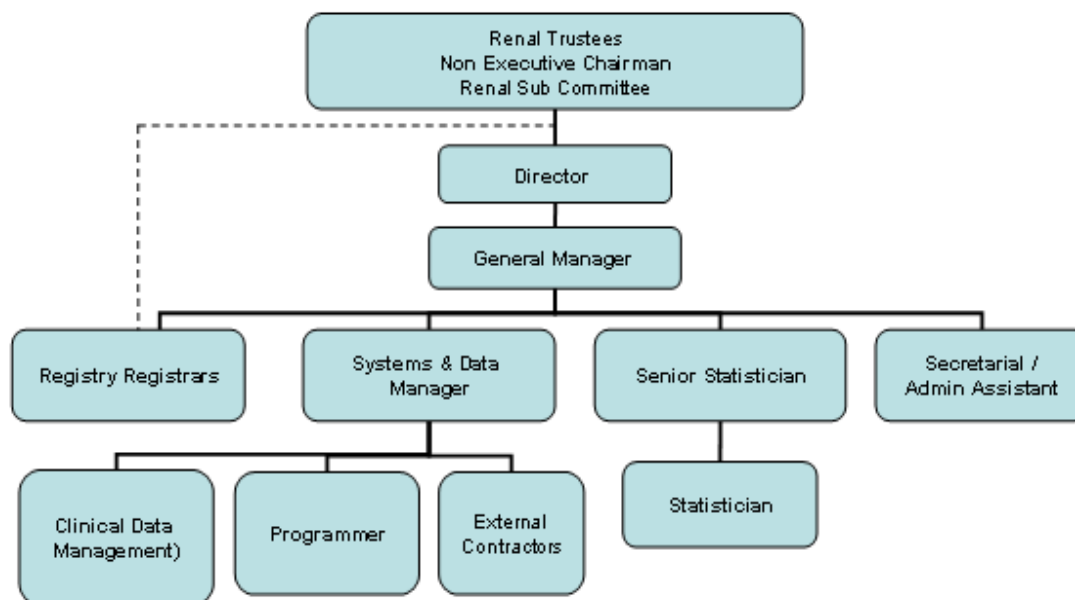 Renal Trustees
Non Executive Chairman
Renal Sub Committee
Director
General Manager
Registry Registrars
Systems & Data
Manager
Senior Statistician
Secretarial /
Admin Assistant
Clinical Data
Management)
Programmer
External
Contractors
Statistician